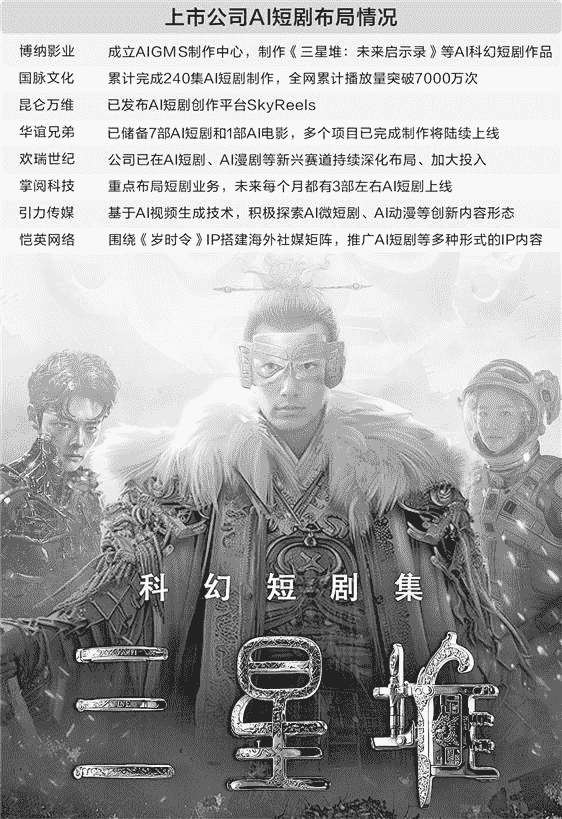 上市公司AI短剧布局情况
博纳影业 成立AIGMS制作中心，制作《三星堆：未来启示录》等AI科幻短剧作品
国脉文化 累计完成240集AI短剧制作，全网累计播放量突破7000万次
昆仑万维 已发布AI短剧创作平台SkyReels
华谊兄弟 已储备7部AI短剧和1部AI电影，多个项目已完成制作将陆续上线
欢瑞世纪 公司已在AI短剧、AI漫剧等新兴赛道持续深化布局、加大投入
掌阅科技 重点布局短剧业务，未来每个月都有3部左右AI短剧上线
引力传媒 基于AI视频生成技术，积极探索AI微短剧、AI动漫等创新内容形态
恺英网络 围绕《岁时令》IP搭建海外社媒矩阵，推广AI短剧等多种形式的IP内容
科幻短剧集
三星堆